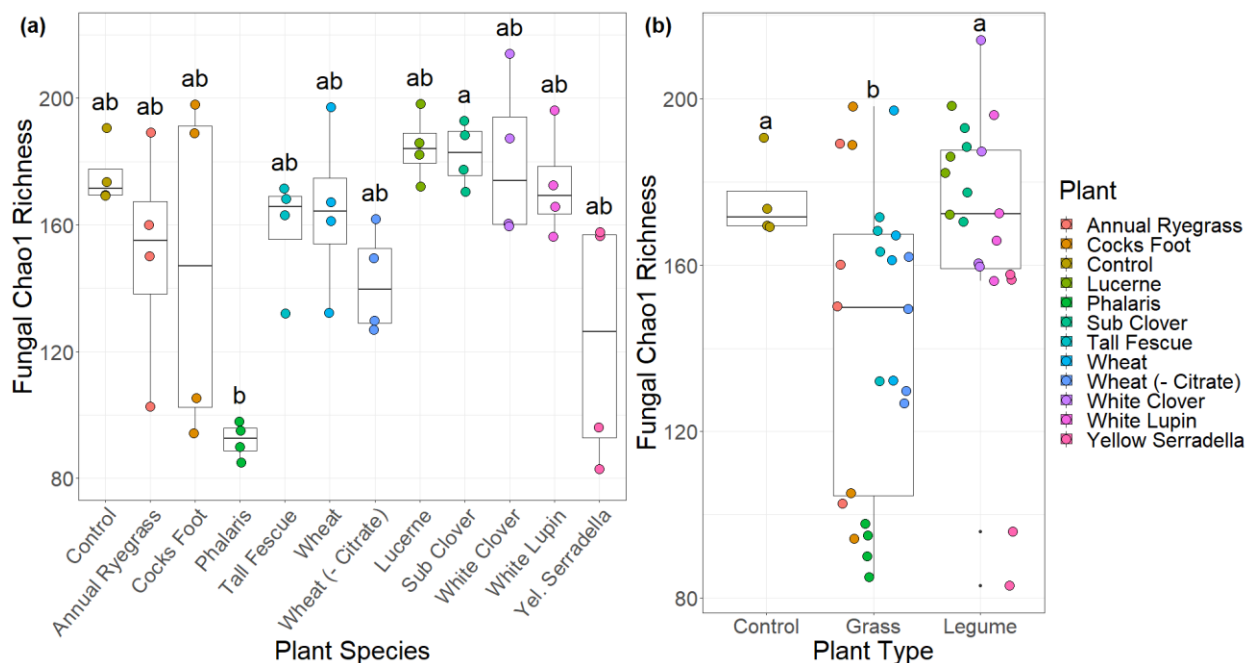 (a)
Fungal Chao1 Richness
200
160
120
80
ab
ab
ab
b
ab
ab
ab
ab
a
ab
ab
ab
Control
Annual Ryegrass
Cocks Foot
Phalaris
Tall Fescue
Wheat
Wheat (- Citrate)
Lucerne
Sub Clover
White Clover
White Lupin
Yel. Serradella
Plant Species
(b)
Fungal Chao1 Richness
200
160
120
80
a
b
a
Control
Grass
Legume
Plant Type
Plant
Annual Ryegrass
Cocks Foot
Control
Lucerne
Phalaris
Sub Clover
Tall Fescue
Wheat
Wheat (- Citrate)
White Clover
White Lupin
Yellow Serradella